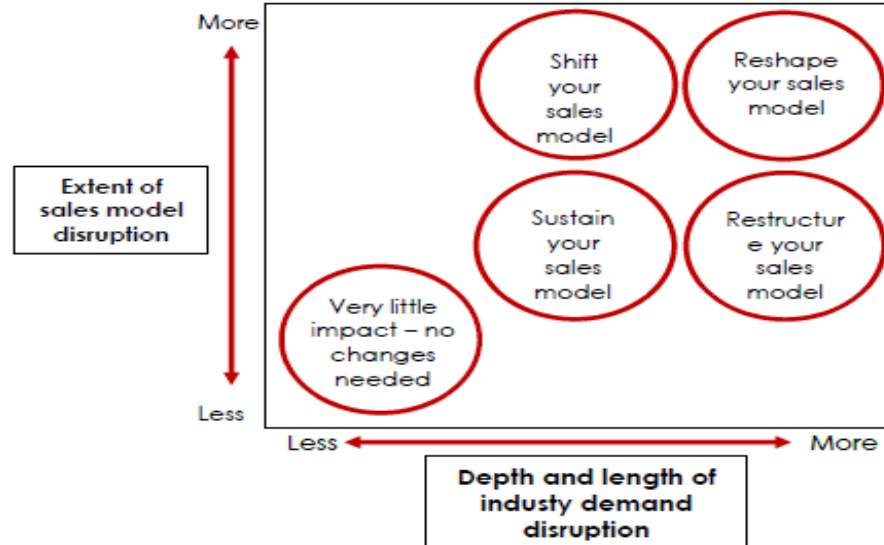 More
Shift
your
sales
model
Reshape
your sales
model
Extent of
sales model
disruption
Sustain
your
sales
model
Restructur
e your
sales
model
Very little
impact – no
changes
needed
Less
Less
More
Depth and length of
industy demand
disruption